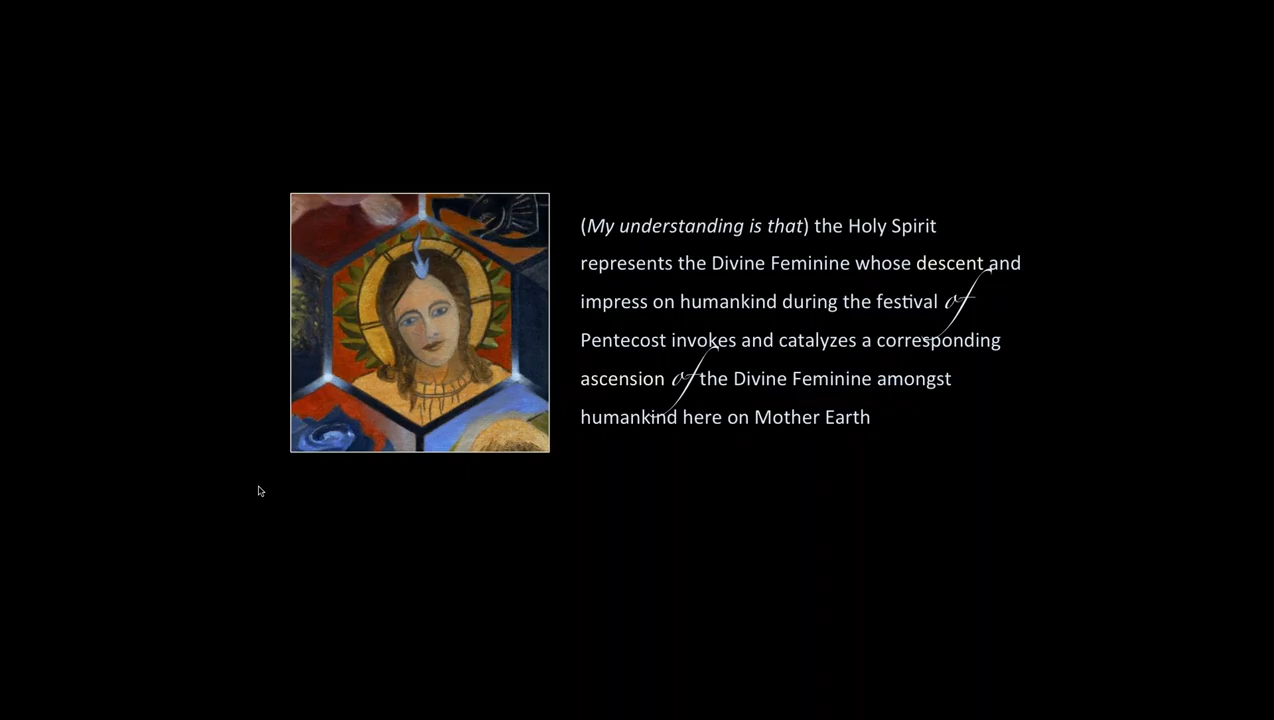 (My understanding is that) the Holy Spirit
represents the Divine Feminine whose descent and
impress on humankind during the festival of
Pentecost invokes and catalyzes a corresponding
ascension of the Divine Feminine amongst
humankind here on Mother Earth